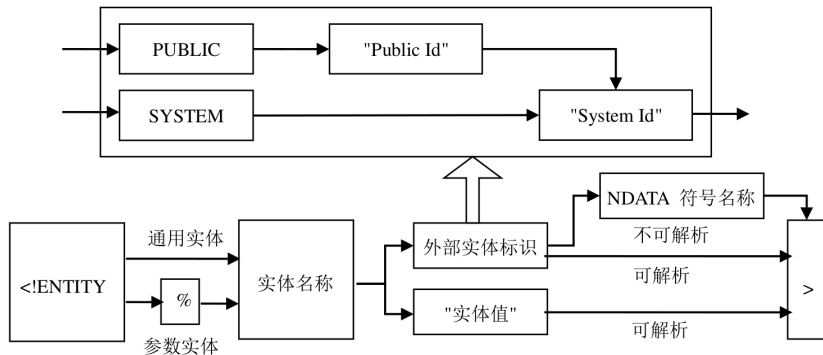 PUBLIC
"Public Id"
SYSTEM
"System Id"
NDATA 符号名称
通用实体
外部实体标识
不可解析
<!ENTITY
%
实体名称
可解析
>
"实体值"
参数实体
可解析